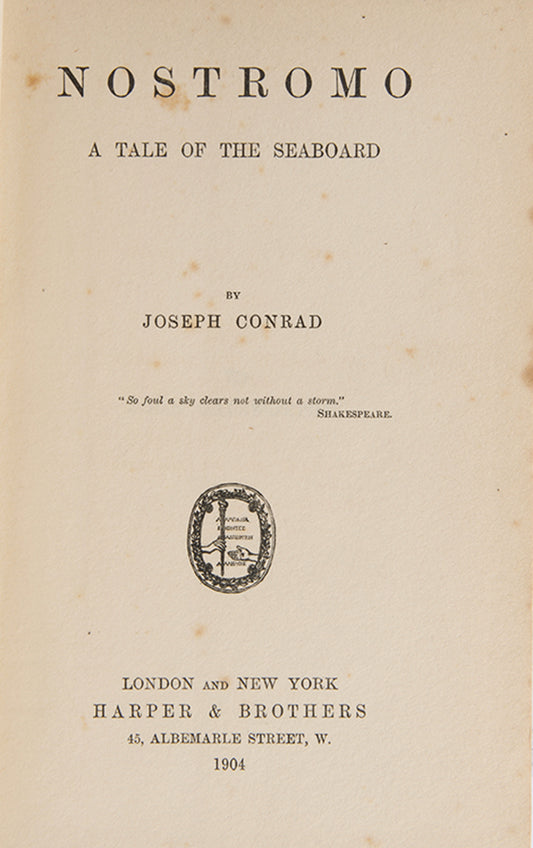 NOSTROMO
A TALE OF THE SEABOARD
BY
JOSEPH CONRAD
"So foul a sky clears not without a storm."
SHAKESPEARE.
LONDON AND NEW YORK
HARPER & BROTHERS
45, ALBEMARLE STREET, W.
1904